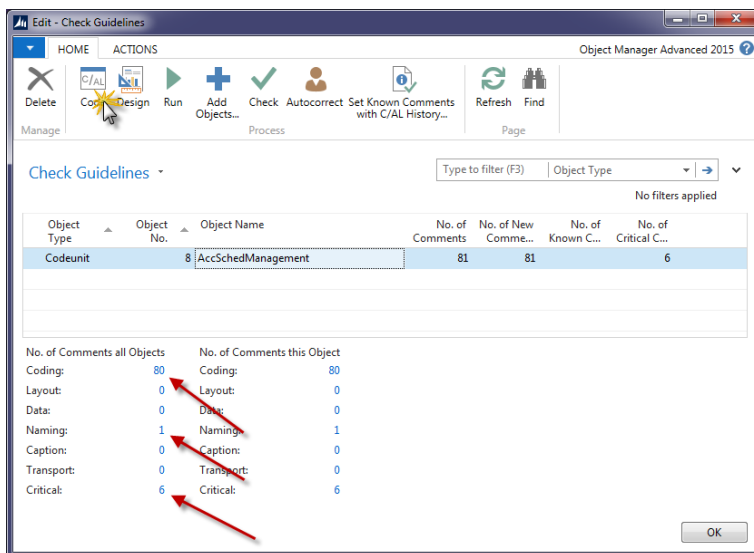 Edit - Check Guidelines
HOME ACTIONS Object Manager Advanced 2015
C/AL
Delete Code Design Run Add Objects... Check Autocorrect Set Known Comments with C/AL History... Refresh Find
Manage Process Page
Check Guidelines Type to filter (F3) Object Type
No filters applied
Object Type Object No. Object Name No. of Comments No. of New Comme... No. of Known C... No. of Critical C...
Codeunit 8 AccSchedManagement 81 81 6
No. of Comments all Objects No. of Comments this Object
Coding: 80 Coding: 80
Layout: 0 Layout: 0
Data: 0 Data: 0
Naming: 1 Naming: 1
Caption: 0 Caption: 0
Transport: 0 Transport: 0
Critical: 6 Critical: 6
OK